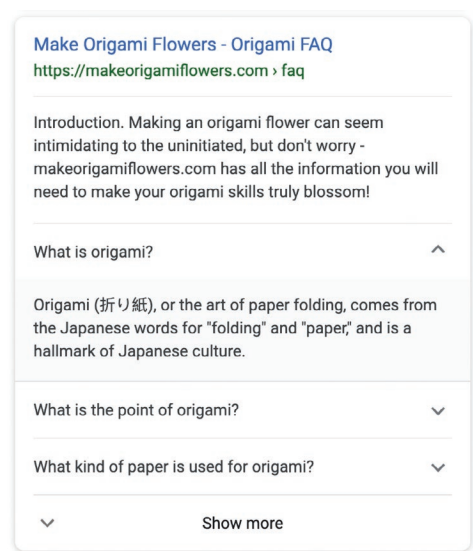 Make Origami Flowers - Origami FAQ
https://makeorigamiflowers.com › faq
Introduction. Making an origami flower can seem
intimidating to the uninitiated, but don't worry -
makeorigamiflowers.com has all the information you will
need to make your origami skills truly blossom!
What is origami?
Origami (折り紙), or the art of paper folding, comes from
the Japanese words for "folding" and "paper," and is a
hallmark of Japanese culture.
What is the point of origami?
What kind of paper is used for origami?
Show more